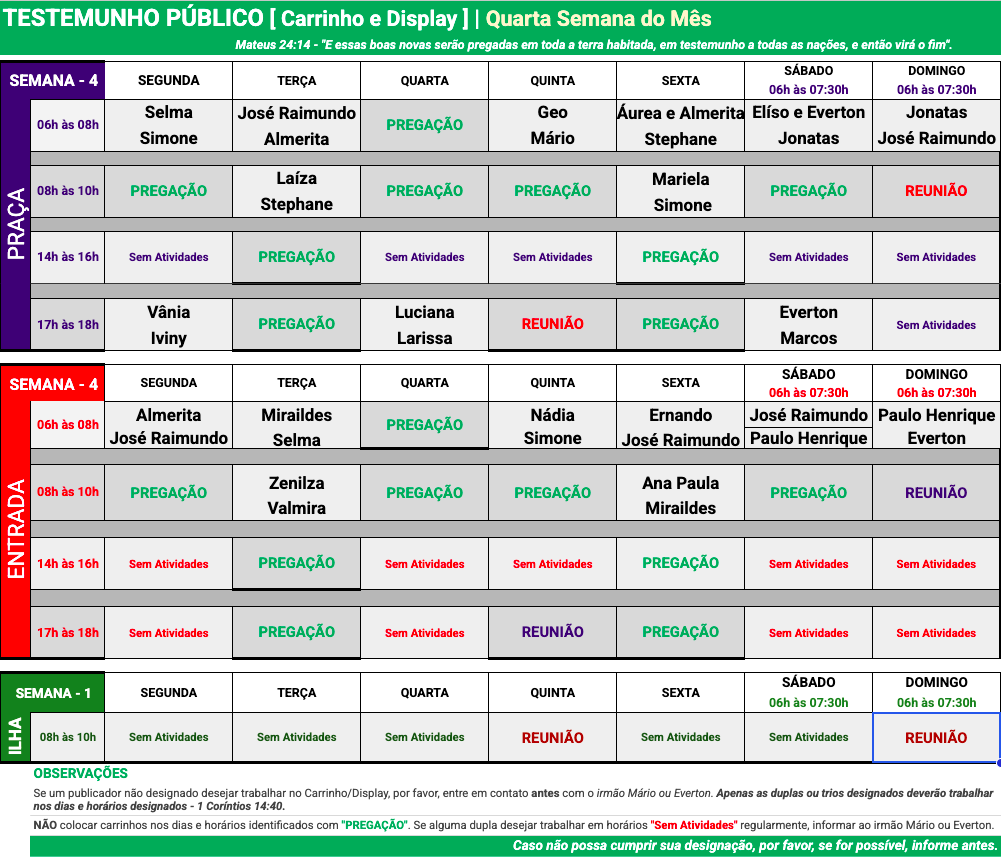 TESTEMUNHO PÚBLICO [ Carrinho e Display ] | Quarta Semana do Mês
Mateus 24:14 - "E essas boas novas serão pregadas em toda a terra habitada, em testemunho a todas as nações, e então virá o fim".
SEMANA - 4 SEGUNDA TERÇA QUARTA QUINTA SEXTA SÁBADO DOMINGO
06h às 07:30h 06h às 07:30h
PRAÇA
06h às 08h Selma José Raimundo PREGAÇÃO Geo Áurea e Almerita Elíso e Everton Jonatas
Simone Almerita Mário Stephane Jonatas José Raimundo
08h às 10h PREGAÇÃO Laíza PREGAÇÃO PREGAÇÃO Mariela PREGAÇÃO REUNIÃO
Stephane Simone
14h às 16h Sem Atividades PREGAÇÃO Sem Atividades Sem Atividades PREGAÇÃO Sem Atividades Sem Atividades
17h às 18h Vânia PREGAÇÃO Luciana REUNIÃO PREGAÇÃO Everton Sem Atividades
Iviny Larissa Marcos
SEMANA - 4 SEGUNDA TERÇA QUARTA QUINTA SEXTA SÁBADO DOMINGO
06h às 07:30h 06h às 07:30h
ENTRADA
06h às 08h Almerita Miraildes PREGAÇÃO Nádia Ernando José Raimundo Paulo Henrique
José Raimundo Selma Simone José Raimundo Paulo Henrique Everton
08h às 10h PREGAÇÃO Zenilza PREGAÇÃO PREGAÇÃO Ana Paula PREGAÇÃO REUNIÃO
Valmira Miraildes
14h às 16h Sem Atividades PREGAÇÃO Sem Atividades Sem Atividades PREGAÇÃO Sem Atividades Sem Atividades
17h às 18h Sem Atividades PREGAÇÃO Sem Atividades REUNIÃO PREGAÇÃO Sem Atividades Sem Atividades
SEMANA - 1 SEGUNDA TERÇA QUARTA QUINTA SEXTA SÁBADO DOMINGO
06h às 07:30h 06h às 07:30h
ILHA
08h às 10h Sem Atividades Sem Atividades Sem Atividades REUNIÃO Sem Atividades Sem Atividades REUNIÃO
OBSERVAÇÕES
Se um publicador não designado desejar trabalhar no Carrinho/Display, por favor, entre em contato antes com o irmão Mário ou Everton. Apenas as duplas ou trios designados deverão trabalhar
nos dias e horários designados - 1 Coríntios 14:40.
NÃO colocar carrinhos nos dias e horários identificados com "PREGAÇÃO". Se alguma dupla desejar trabalhar em horários "Sem Atividades" regularmente, informar ao irmão Mário ou Everton.
Caso não possa cumprir sua designação, por favor, se for possível, informe antes.